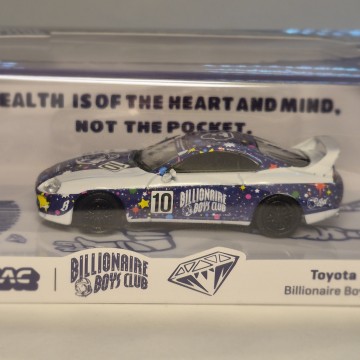 EALTH IS OF THE HEART AND MIND,
NOT THE POCKET.
10
BILLIONAIRE
BOYS CLUB
BILLIONAIRE
BOYS CLUB
Toyota
Billionaire Bo